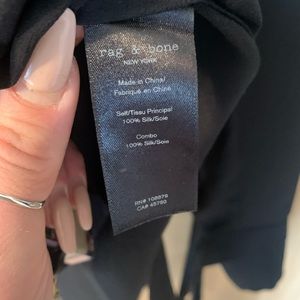 rag & bone
NEW YORK
Made in China/
Fabriqué en Chine
Self/Tissu Principal
100% Silk/Soie
Combo
100% Silk/Soie
RN# 108879
CA# 45750